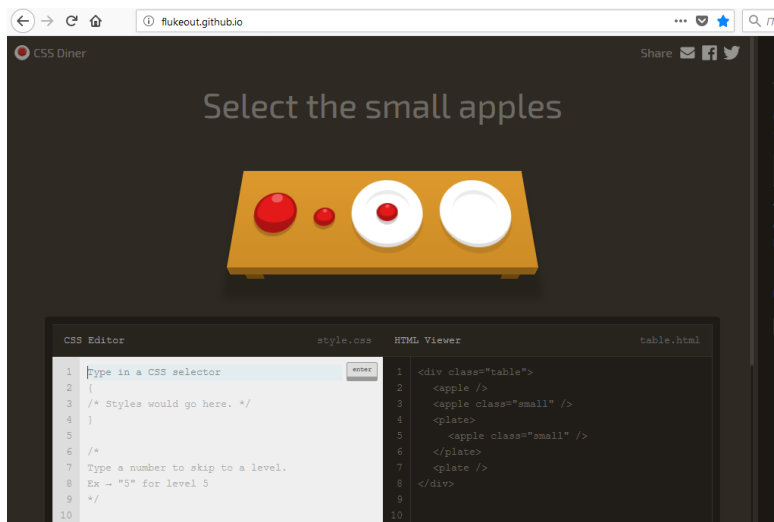 flukeout.github.io
CSS Diner
Share
Select the small apples
CSS Editor style.css
Type in a CSS selector enter
1
2 {
3 /* Styles would go here. */
4 }
5
6 /*
7 Type a number to skip to a level.
8 Ex → "5" for level 5
9 */
10
HTML Viewer table.html
1 <div class="table">
2 <apple />
3 <apple class="small" />
4 <plate>
5 <apple class="small" />
6 </plate>
7 <plate />
8 </div>
9
10